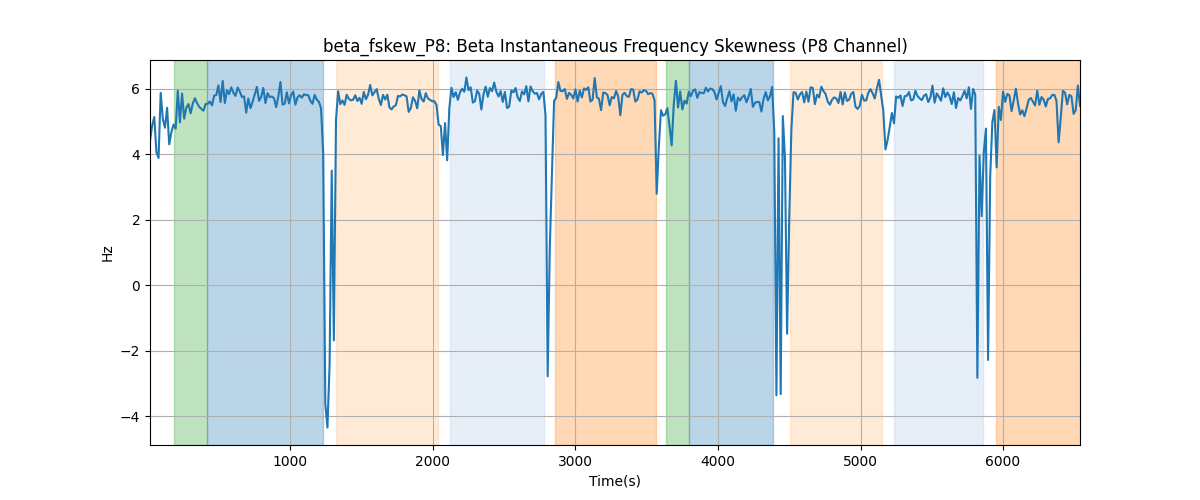 beta_fskew_P8: Beta Instantaneous Frequency Skewness (P8 Channel)
6
4
2
0
−2
−4
Hz
1000 2000 3000 4000 5000 6000
Time(s)